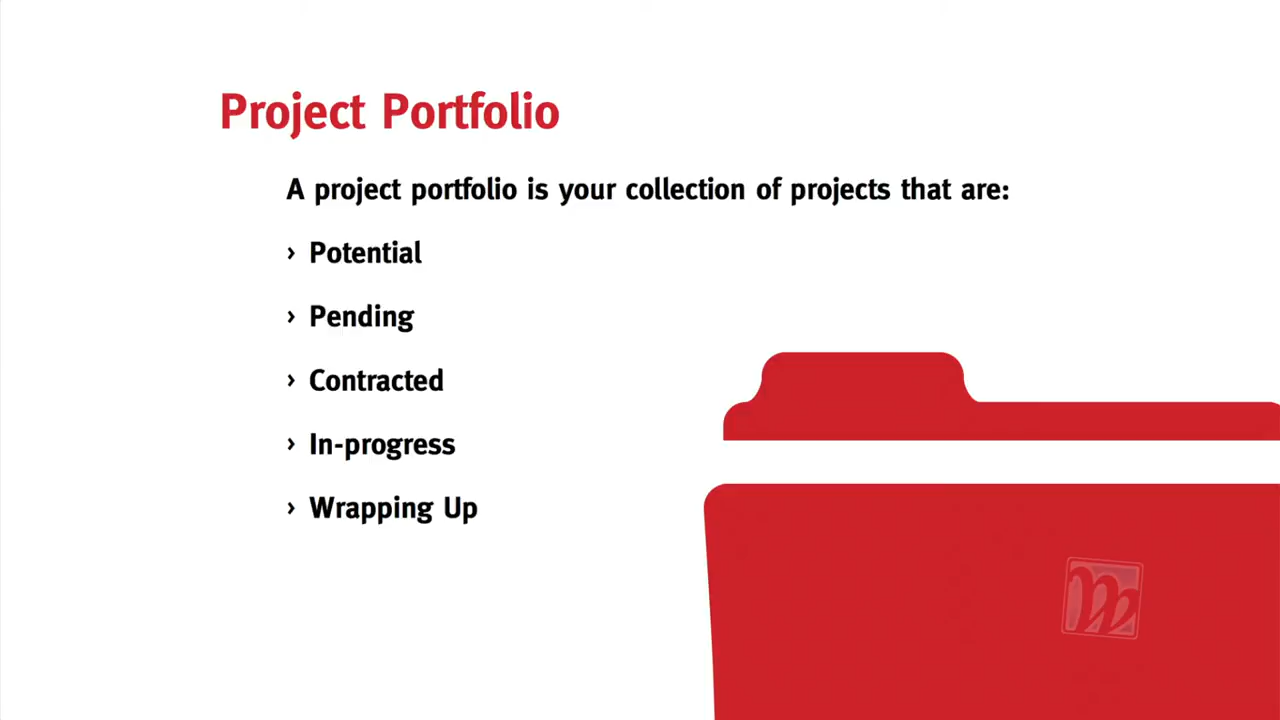 Project Portfolio
A project portfolio is your collection of projects that are:
› Potential
› Pending
› Contracted
› In-progress
› Wrapping Up